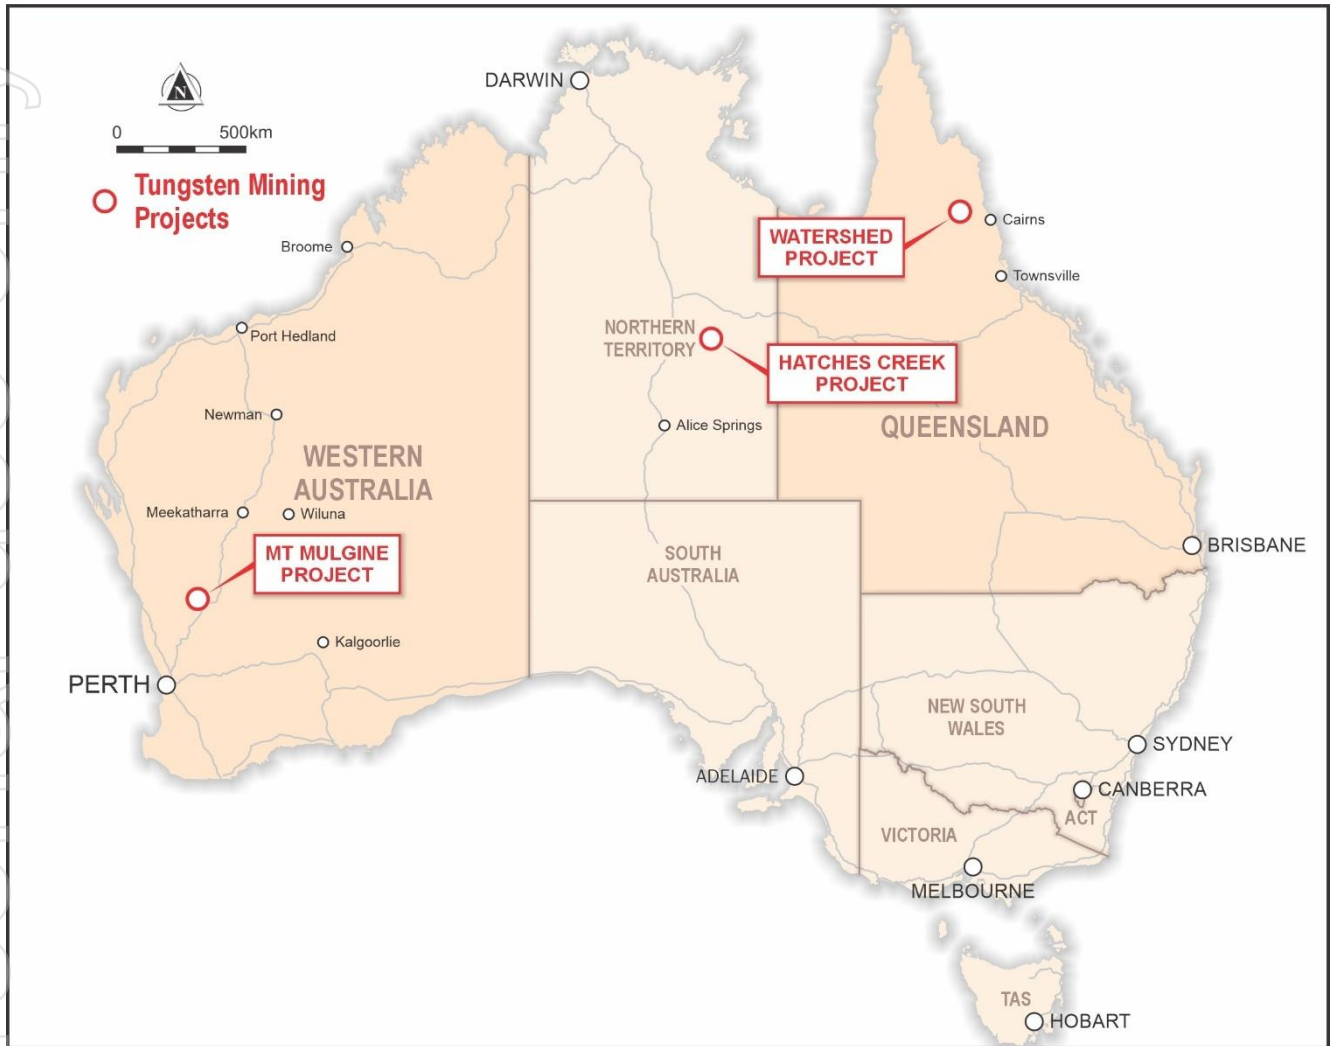 DARWIN
N
0 500km
Tungsten Mining
Projects
Broome
Port Hedland
Newman
WESTERN
AUSTRALIA
Meekatharra
Wiluna
MT MULGINE
PROJECT
Kalgoorlie
PERTH
NORTHERN
TERRITORY
Alice Springs
WATERSHED
PROJECT
Cairns
Townsville
HATCHES CREEK
PROJECT
QUEENSLAND
BRISBANE
SOUTH
AUSTRALIA
ADELAIDE
NEW SOUTH
WALES
SYDNEY
CANBERRA
ACT
VICTORIA
MELBOURNE
TAS
HOBART